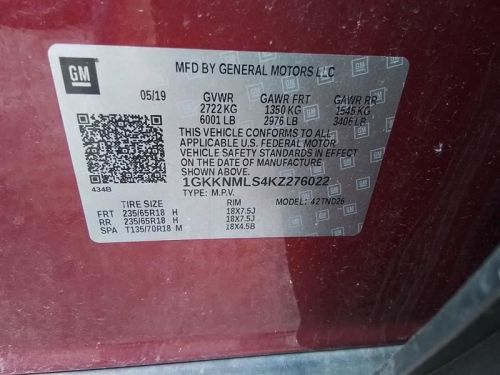 GM
MFD BY GENERAL MOTORS LLC
05/19 GVWR GAWR FRT GAWR RR
2722 KG 1350 KG 1545 KG
6001 LB 2976 LB 3406 LB
THIS VEHICLE CONFORMS TO ALL
APPLICABLE U.S. FEDERAL MOTOR
VEHICLE SAFETY STANDARDS IN EFFECT
ON THE DATE OF MANUFACTURE
SHOWN ABOVE.
434B 1GKKNMLS4KZ276022
TYPE: M.P.V. MODEL: 4 2TND26
TIRE SIZE RIM
FRT 235/65R18 H 18X7.5J
RR 235/65R18 H 18X7.5J
SPA T135/70R18 M 18X4.5B